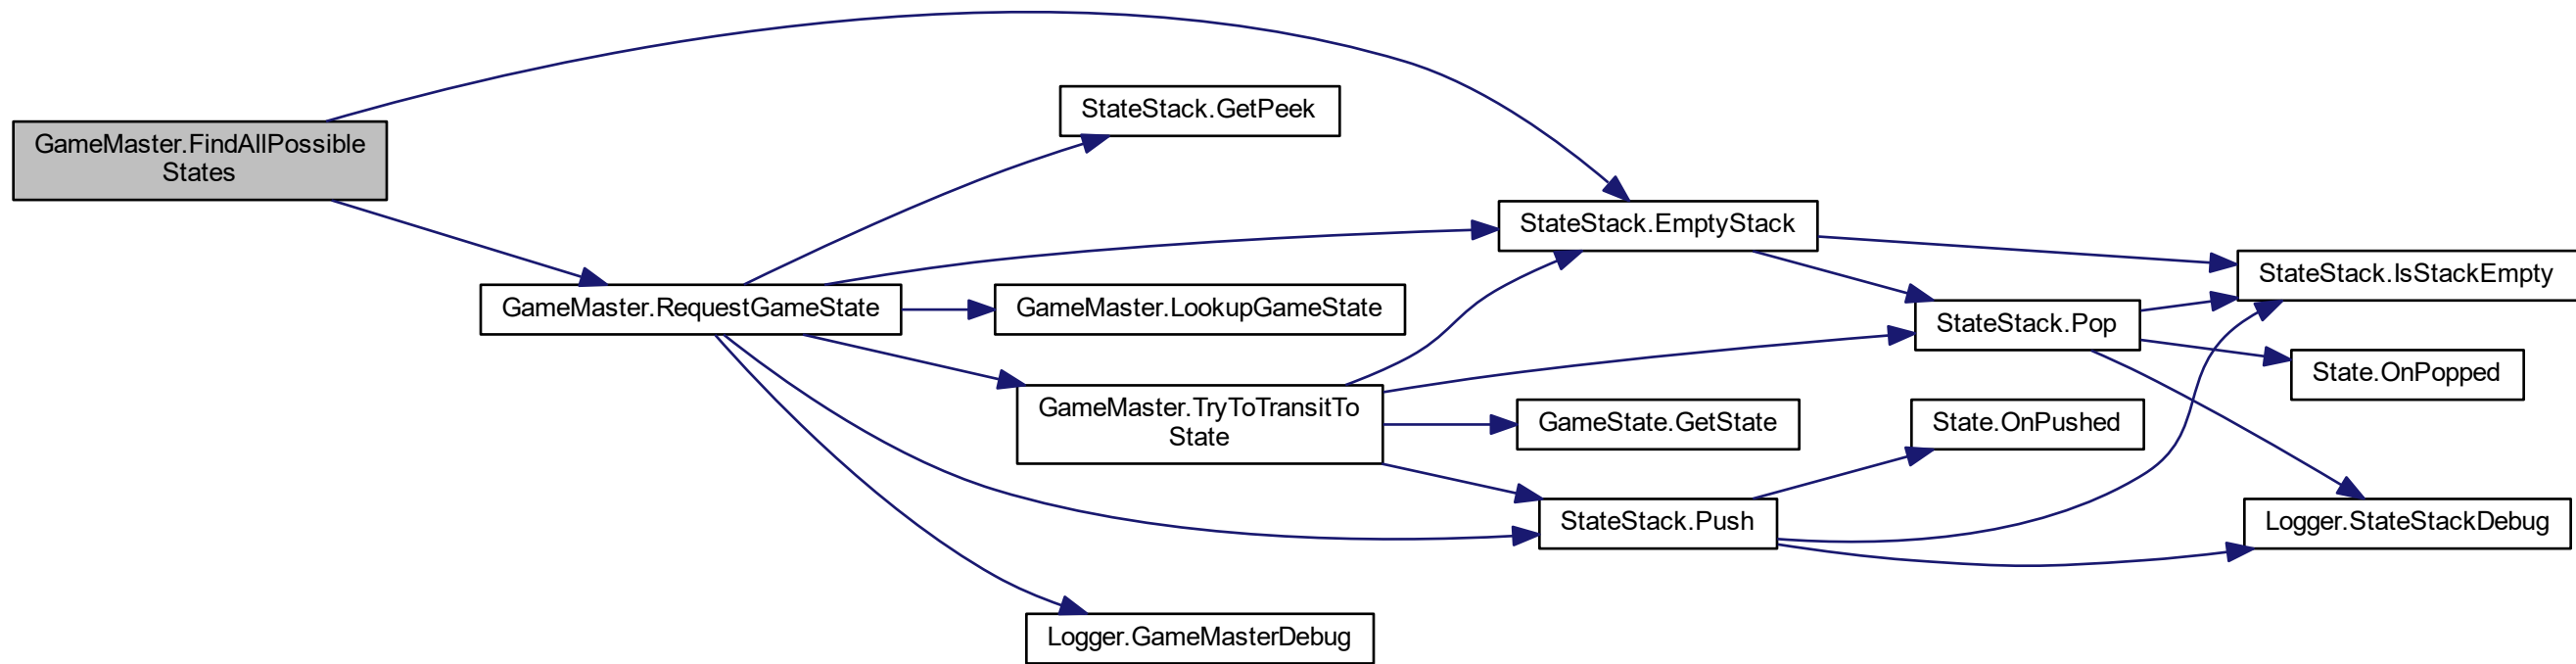 GameMaster.FindAllPossible
States
StateStack.GetPeek
StateStack.EmptyStack
StateStack.IsStackEmpty
GameMaster.RequestGameState
GameMaster.LookupGameState
StateStack.Pop
State.OnPopped
GameMaster.TryToTransitTo
State
GameState.GetState
State.OnPushed
StateStack.Push
Logger.StateStackDebug
Logger.GameMasterDebug